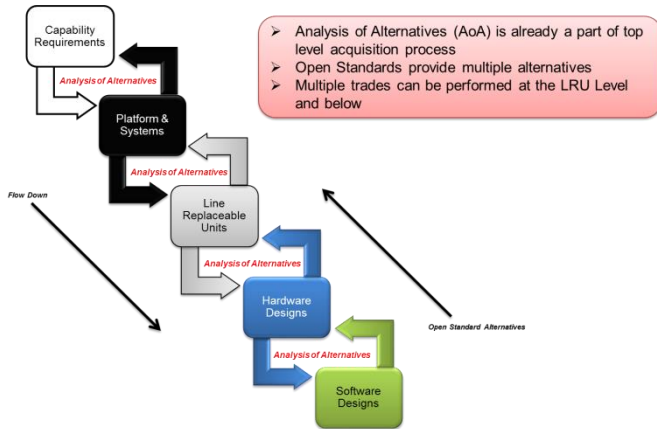 Capability
Requirements
Analysis of Alternatives
Platform &
Systems
Analysis of Alternatives
Line
Replaceable
Units
Analysis of Alternatives
Hardware
Designs
Analysis of Alternatives
Software
Designs
➢ Analysis of Alternatives (AoA) is already a part of top
level acquisition process
➢ Open Standards provide multiple alternatives
➢ Multiple trades can be performed at the LRU Level
and below
Flow Down
Open Standard Alternatives